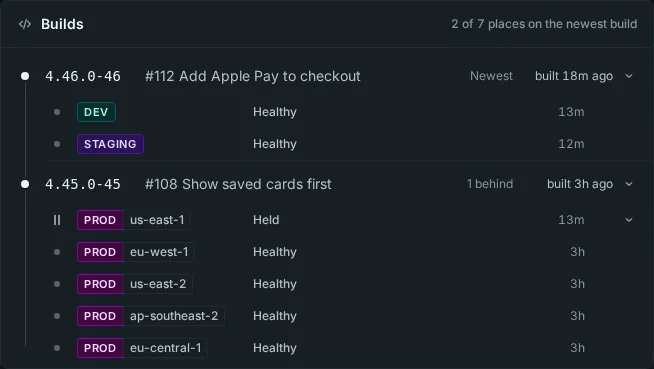 Builds 2 of 7 places on the newest build
4.46.0-46 #112 Add Apple Pay to checkout Newest built 18m ago
DEV Healthy 13m
STAGING Healthy 12m
4.45.0-45 #108 Show saved cards first 1 behind built 3h ago
PROD us-east-1 Held 13m
PROD eu-west-1 Healthy 3h
PROD us-east-2 Healthy 3h
PROD ap-southeast-2 Healthy 3h
PROD eu-central-1 Healthy 3h